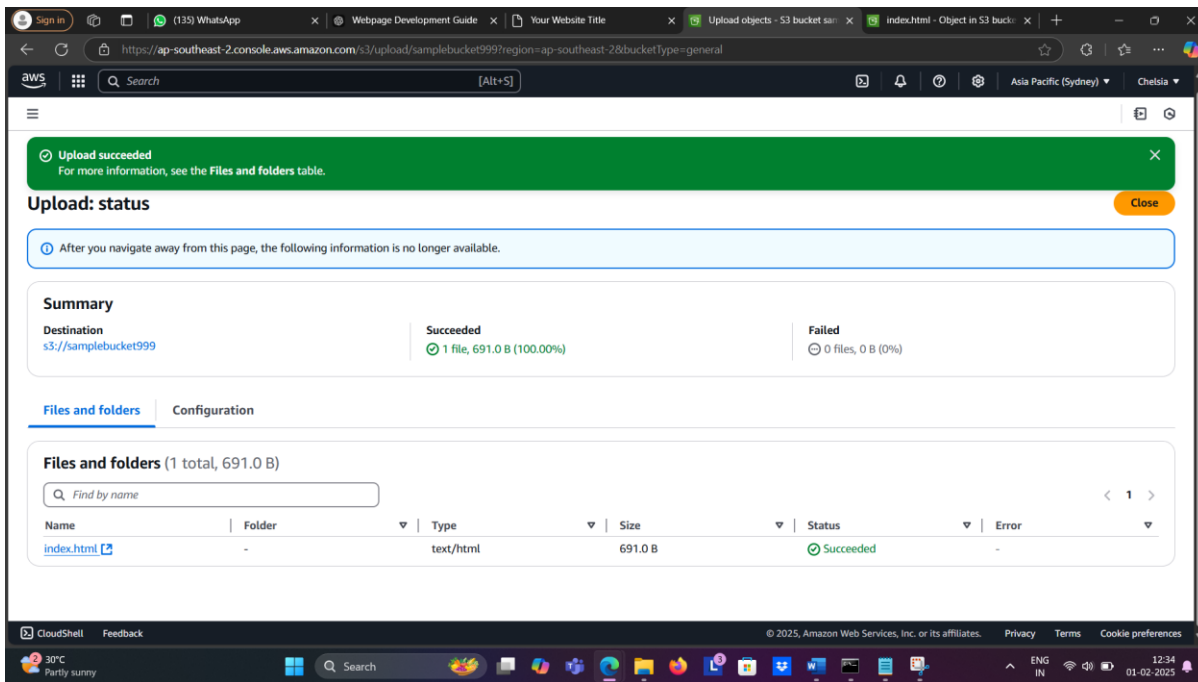 Sign in
(135) WhatsApp
Webpage Development Guide
Your Website Title
Upload objects - S3 bucket sam
index.html - Object in S3 bucke
https://ap-southeast-2.console.aws.amazon.com/s3/upload/samplebucket999?region=ap-southeast-2&bucketType=general
aws
Search
[Alt+S]
Asia Pacific (Sydney)
Chelsia
Upload succeeded
For more information, see the Files and folders table.
Upload: status
Close
After you navigate away from this page, the following information is no longer available.
Summary
Destination
s3://samplebucket999
Succeeded
1 file, 691.0 B (100.00%)
Failed
0 files, 0 B (0%)
Files and folders
Configuration
Files and folders (1 total, 691.0 B)
Find by name
1
Name Folder Type Size Status Error
index.html - text/html 691.0 B Succeeded -
CloudShell Feedback
© 2025, Amazon Web Services, Inc. or its affiliates. Privacy Terms Cookie preferences
2
30°C
Partly sunny
Search
3
ENG
IN
12:34
01-02-2025